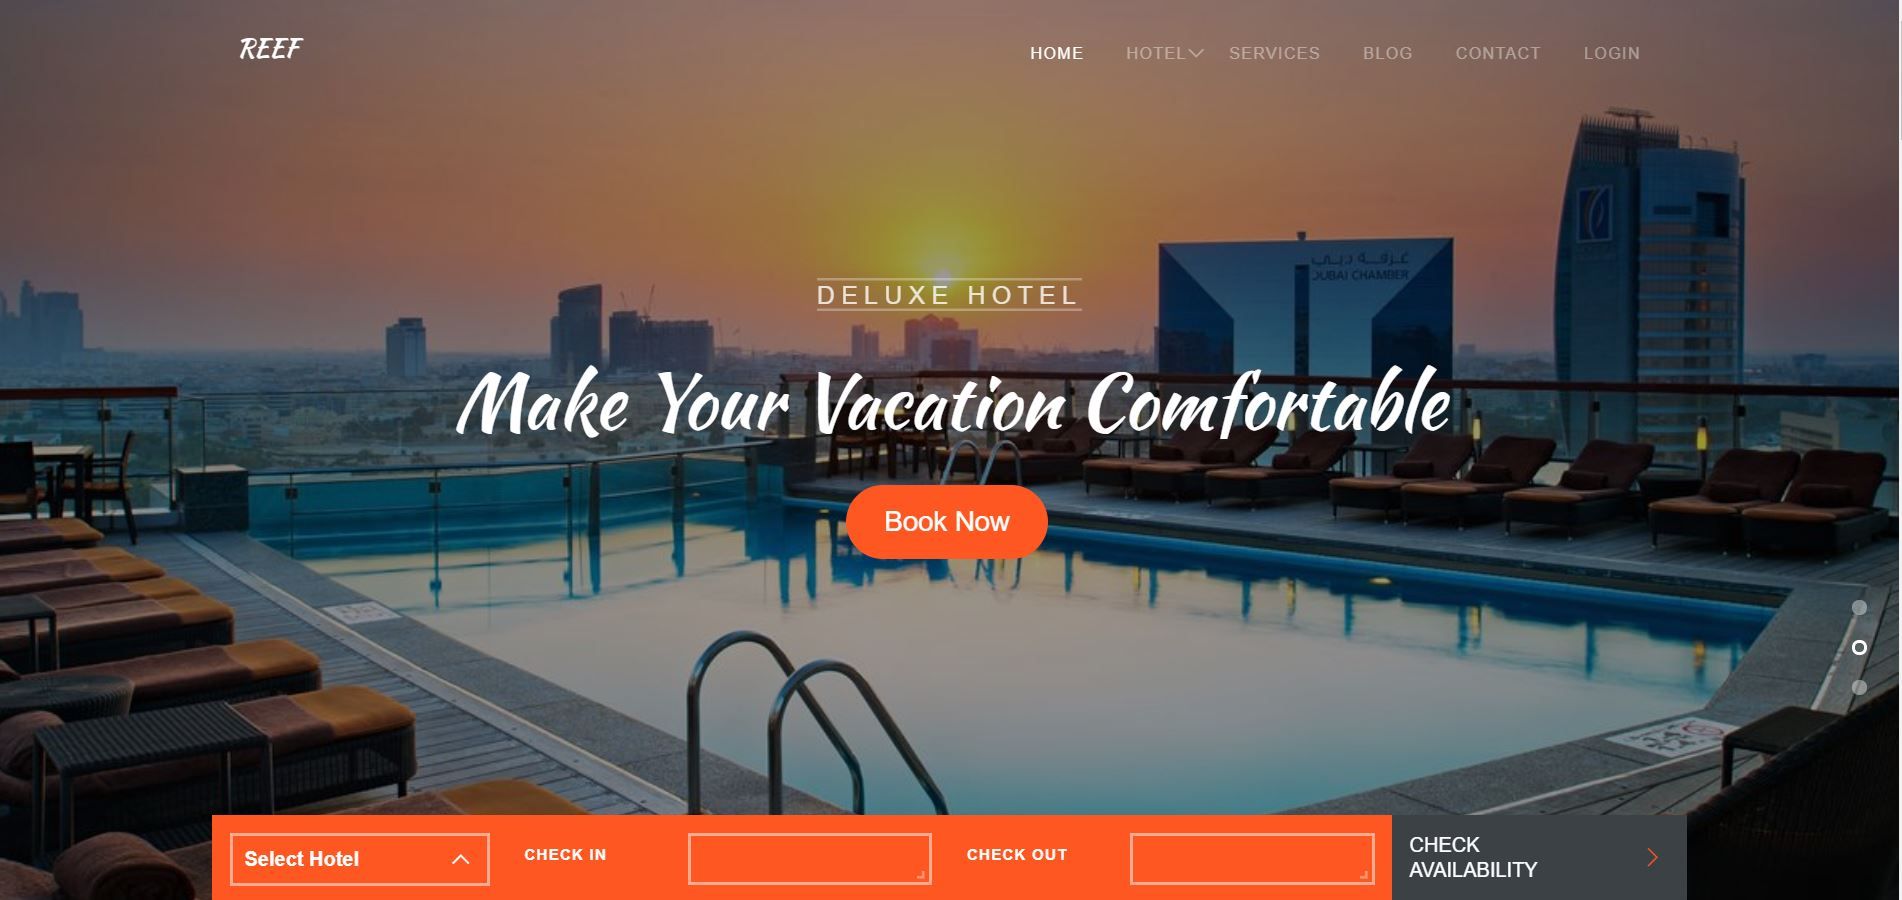 REEF
HOME HOTEL SERVICES BLOG CONTACT LOGIN
غرفة دبي
DUBAI CHAMBER
DELUXE HOTEL
Make Your Vacation Comfortable
Book Now
Select Hotel
CHECK IN
CHECK OUT
CHECK
AVAILABILITY